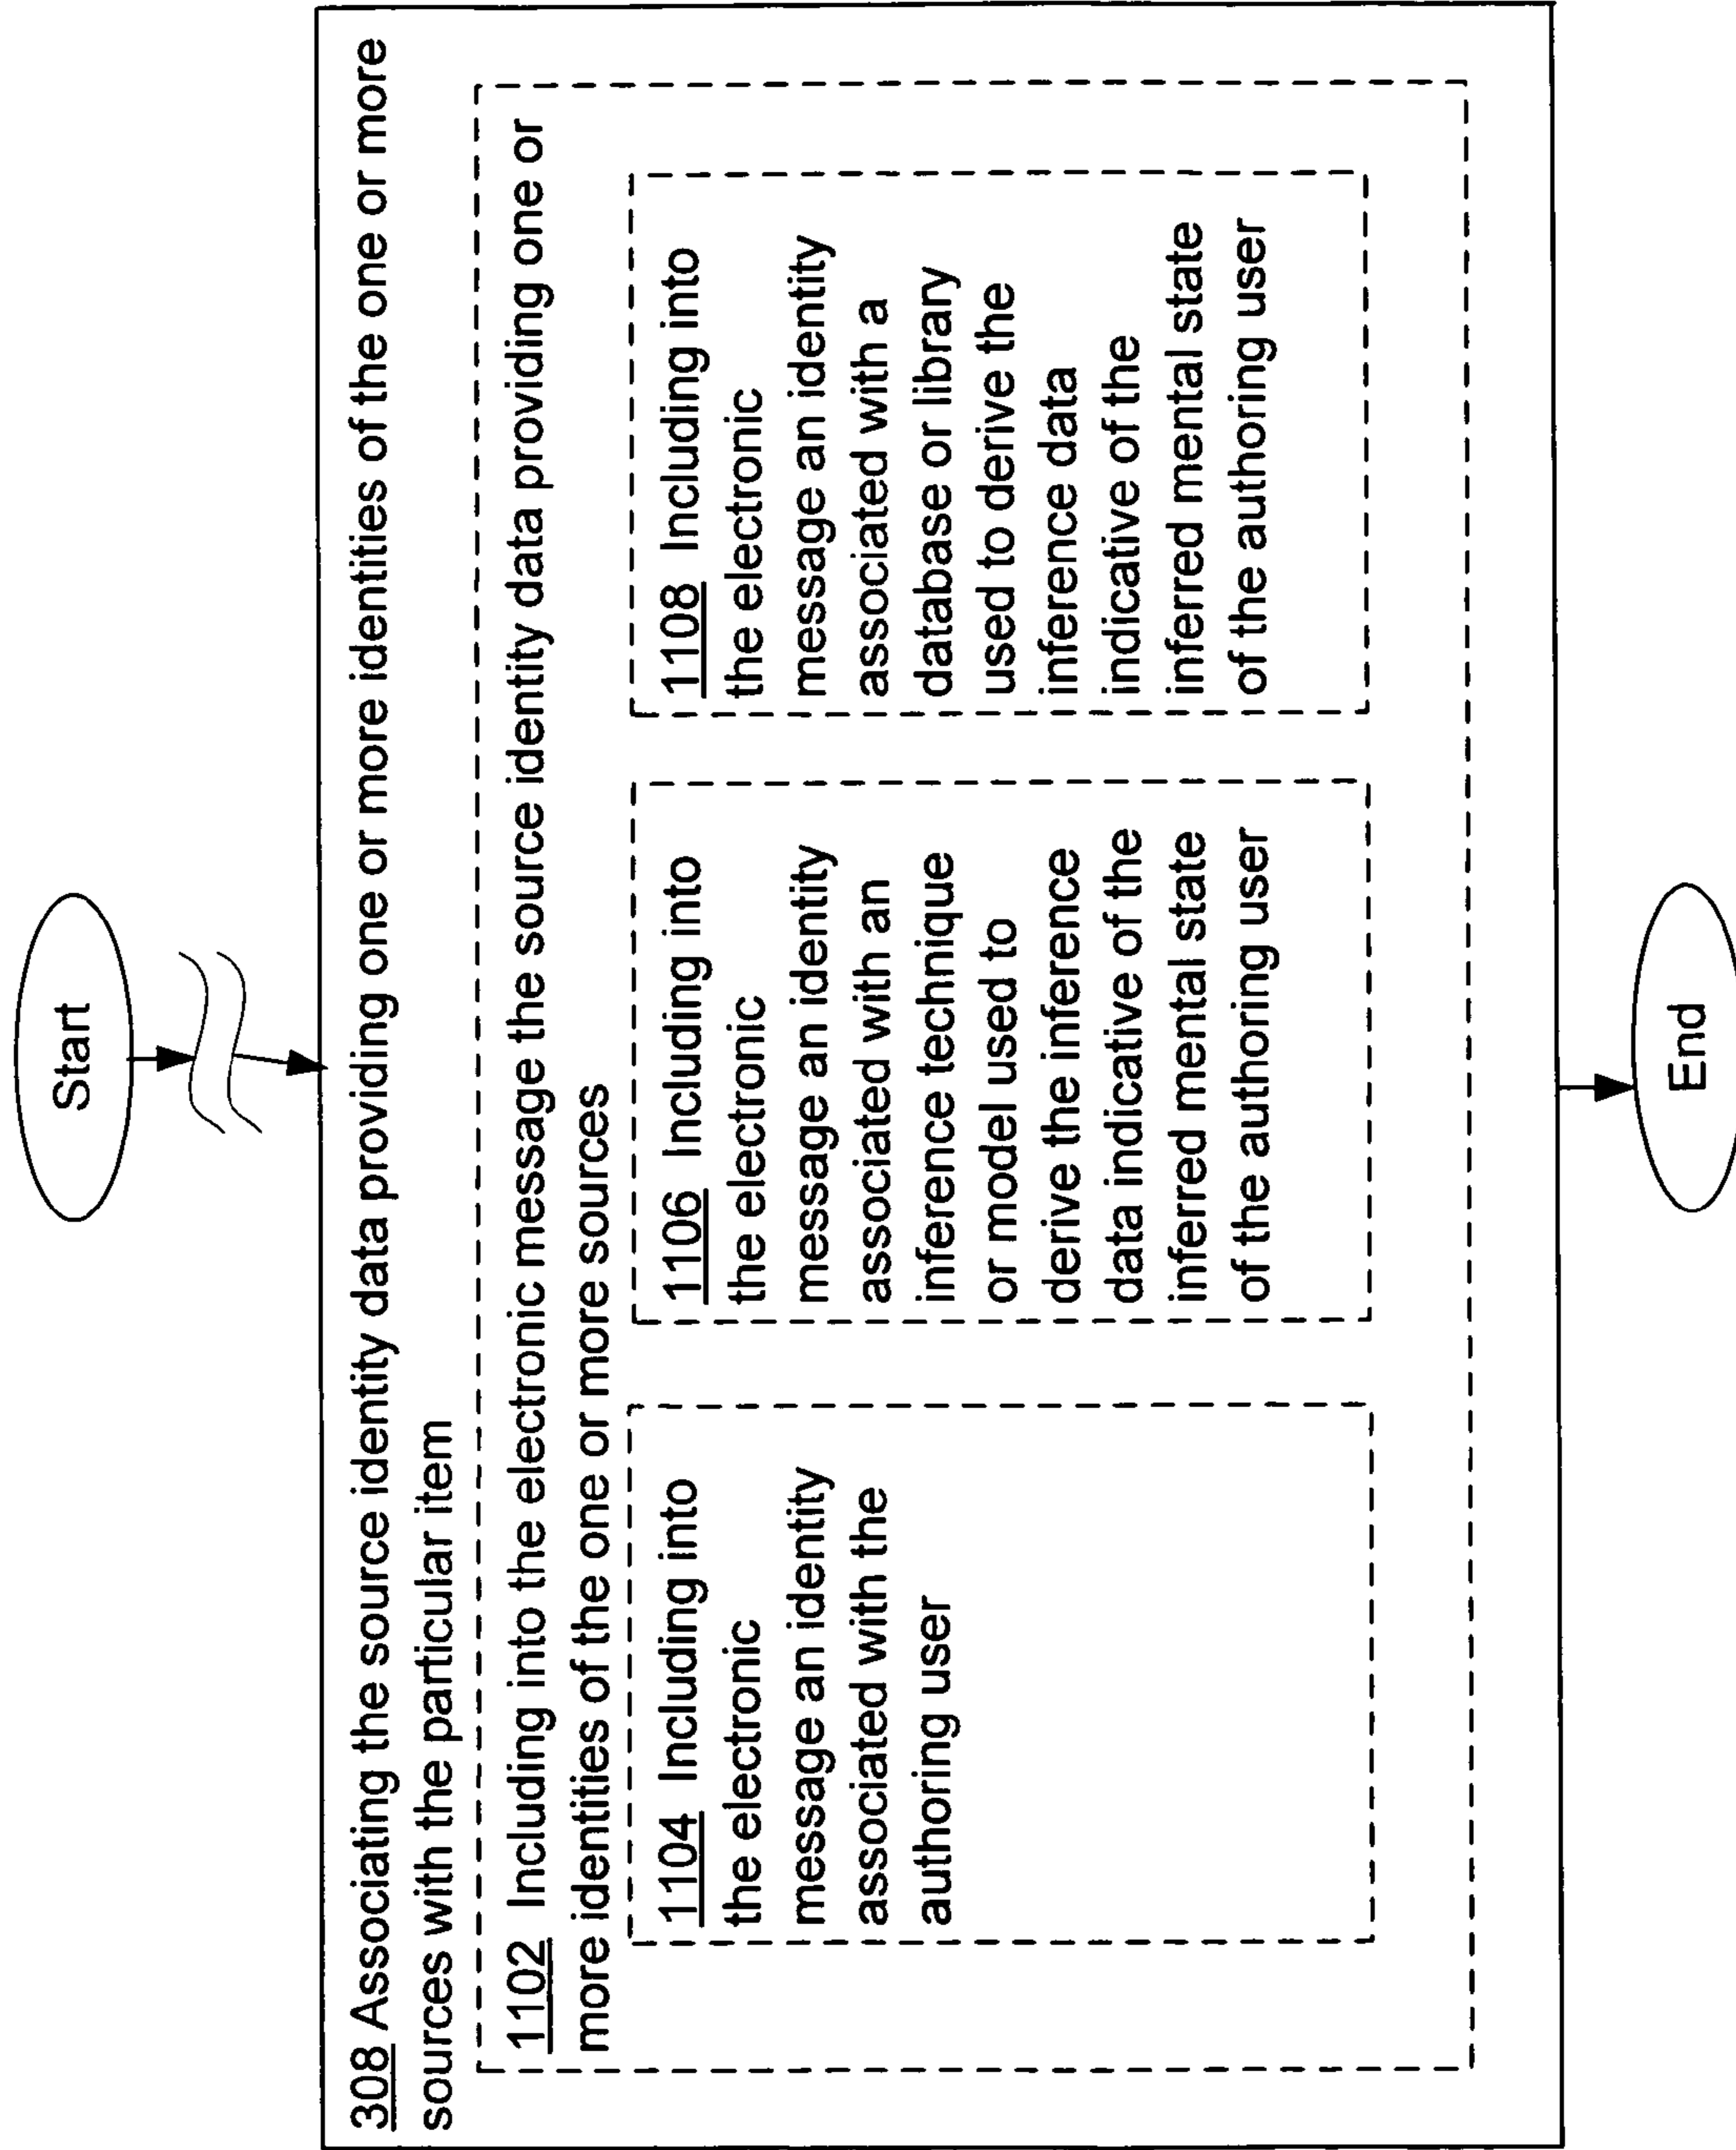 Start
308 Associating the source identity data providing one or more identities of the one or more
sources with the particular item
1102 Including into the electronic message the source identity data providing one or
more identities of the one or more sources
1104 Including into
the electronic
message an identity
associated with the
authoring user
1106 Including into
the electronic
message an identity
associated with an
inference technique
or model used to
derive the inference
data indicative of the
inferred mental state
of the authoring user
1108 Including into
the electronic
message an identity
associated with a
database or library
used to derive the
inference data
indicative of the
inferred mental state
of the authoring user
End